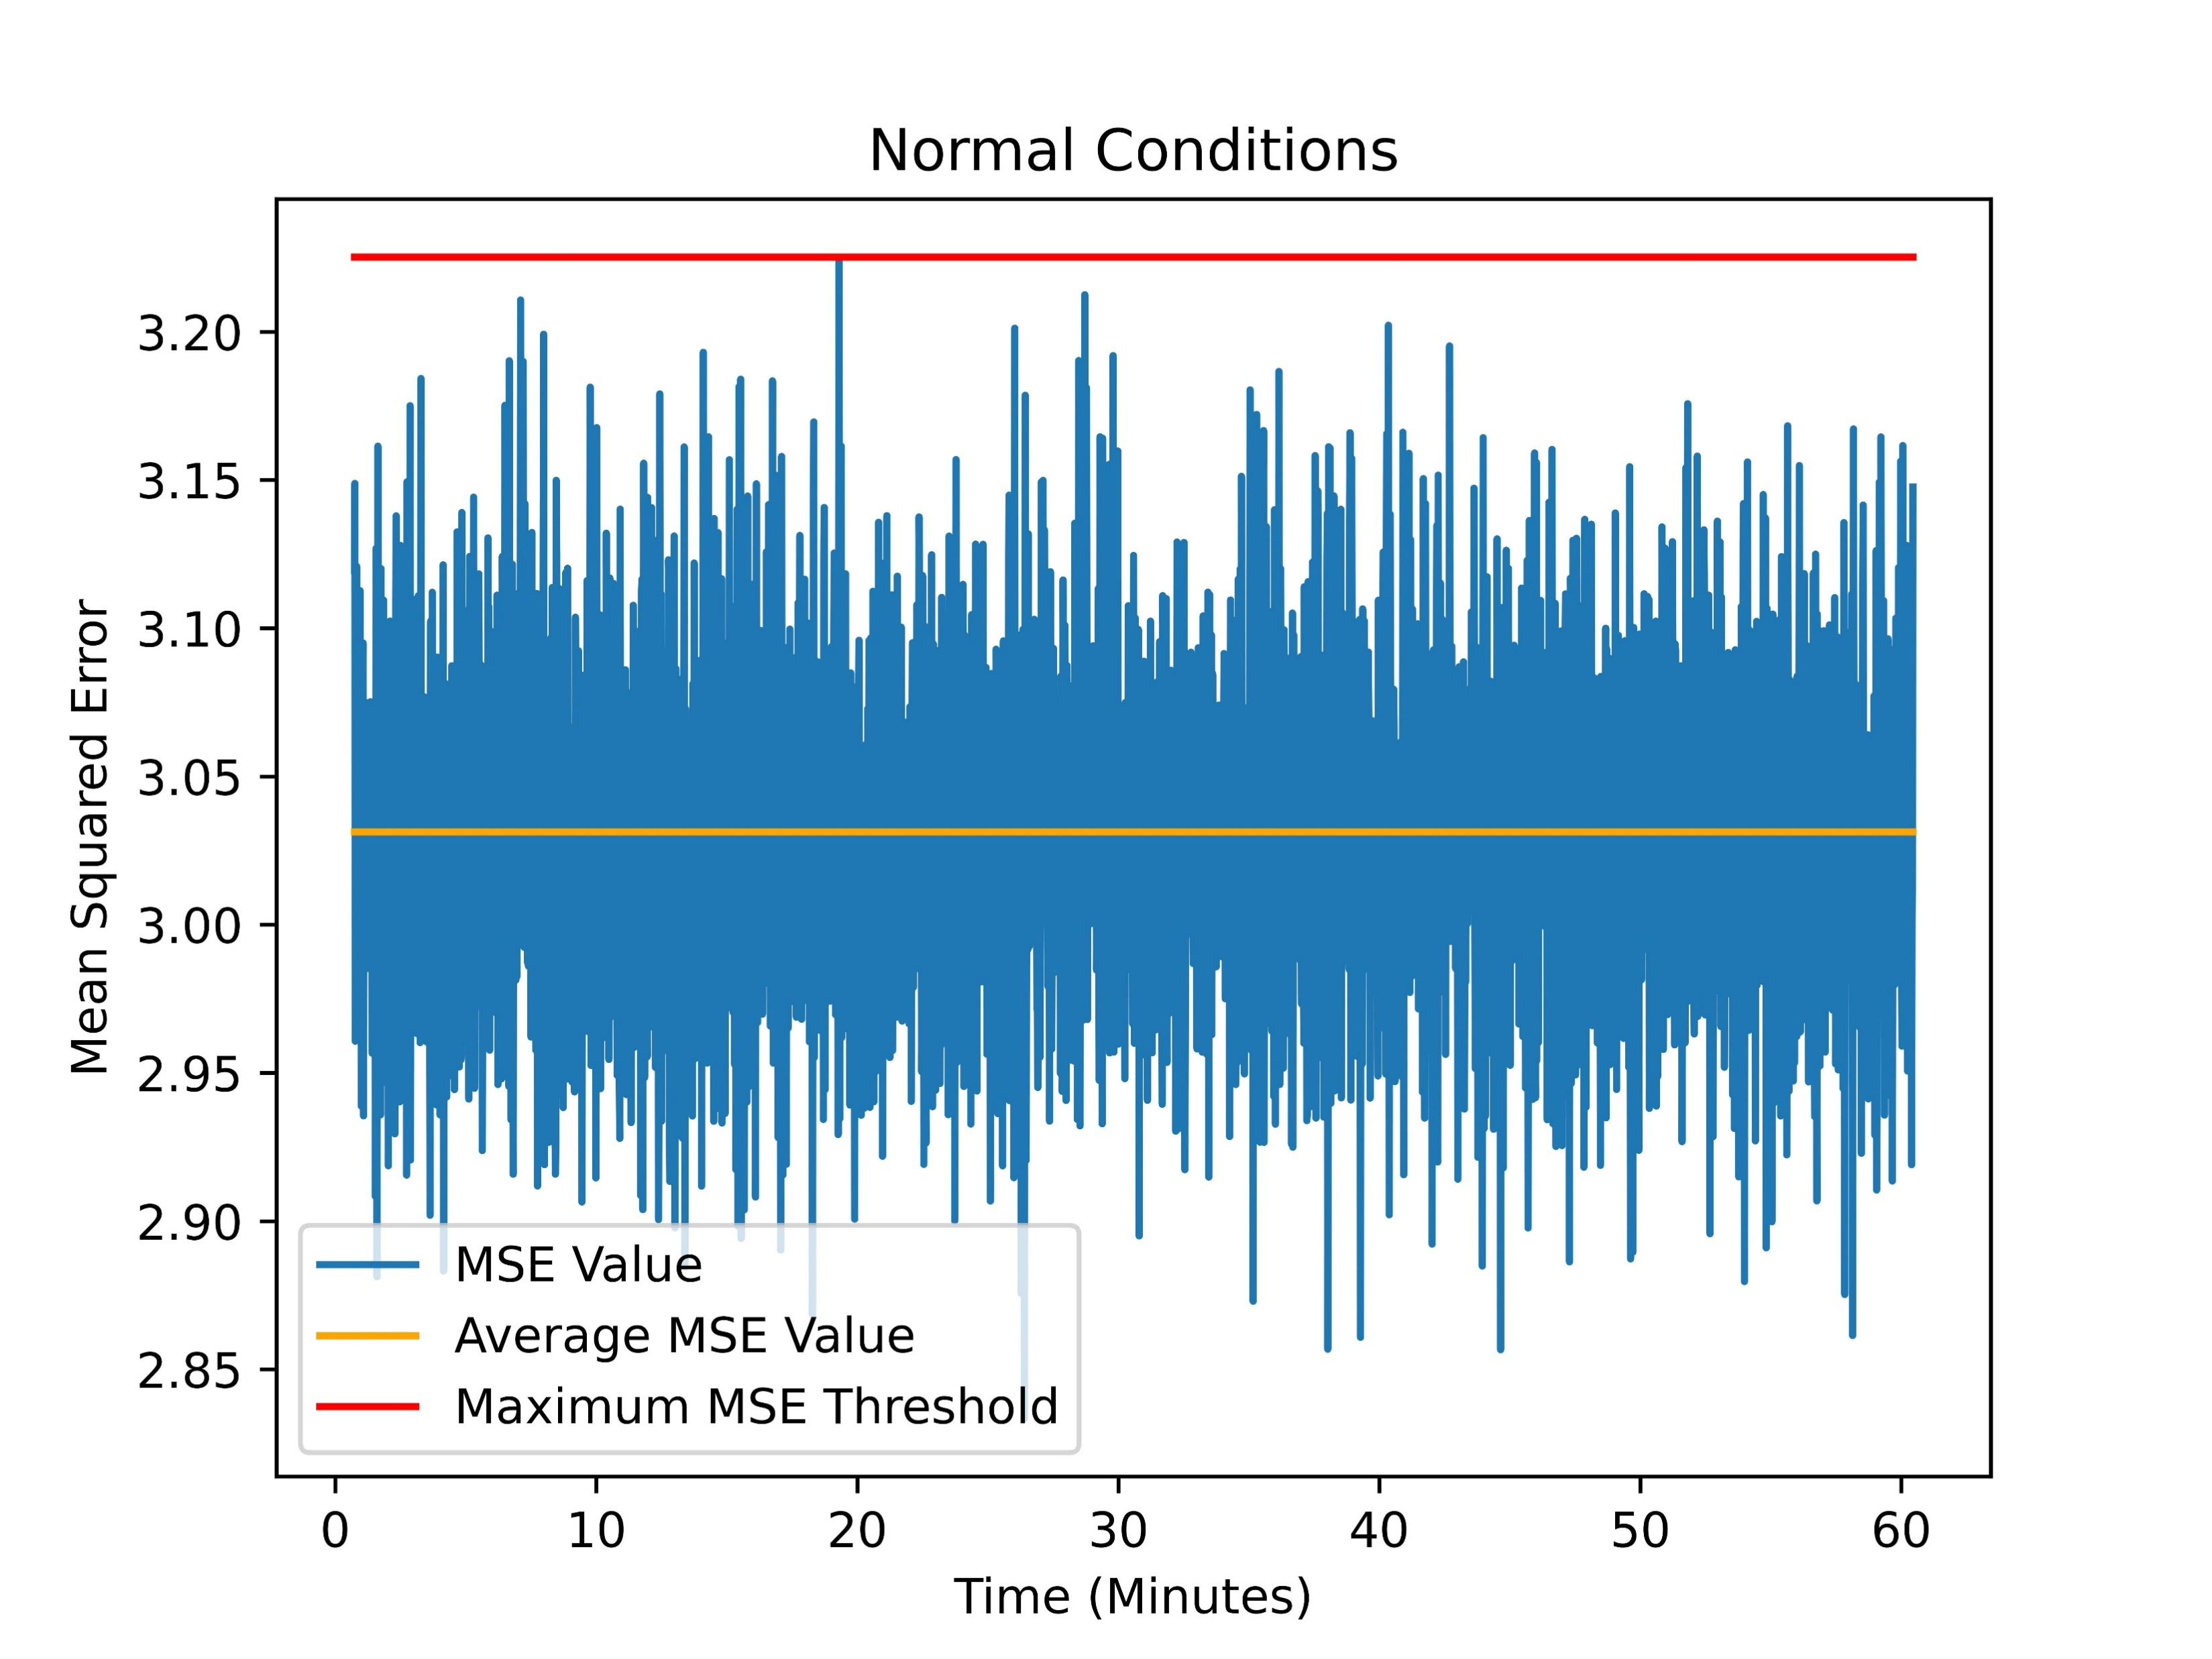 Normal Conditions
Mean Squared Error
3.20
3.15
3.10
3.05
3.00
2.95
2.90
2.85
MSE Value
Average MSE Value
Maximum MSE Threshold
0 10 20 30 40 50 60
Time (Minutes)